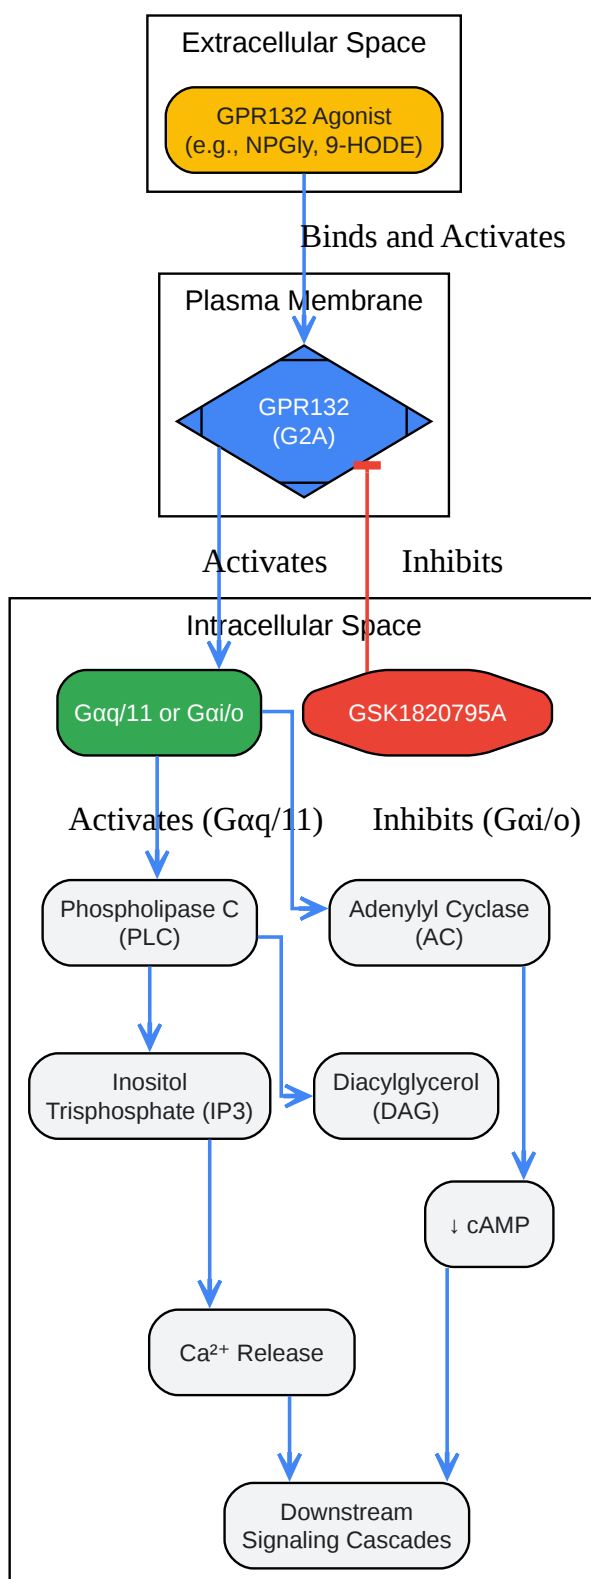 Extracellular Space
GPR132 Agonist
(e.g., NPGly, 9-HODE)
Binds and Activates
Plasma Membrane
GPR132
(G2A)
Activates
Inhibits
Intracellular Space
Gαq/11 or Gαi/o
GSK1820795A
Activates (Gαq/11)
Inhibits (Gαi/o)
Phospholipase C
(PLC)
Adenylyl Cyclase
(AC)
Inositol
Trisphosphate (IP3)
Diacylglycerol
(DAG)
↓ cAMP
Ca²⁺ Release
Downstream
Signaling Cascades